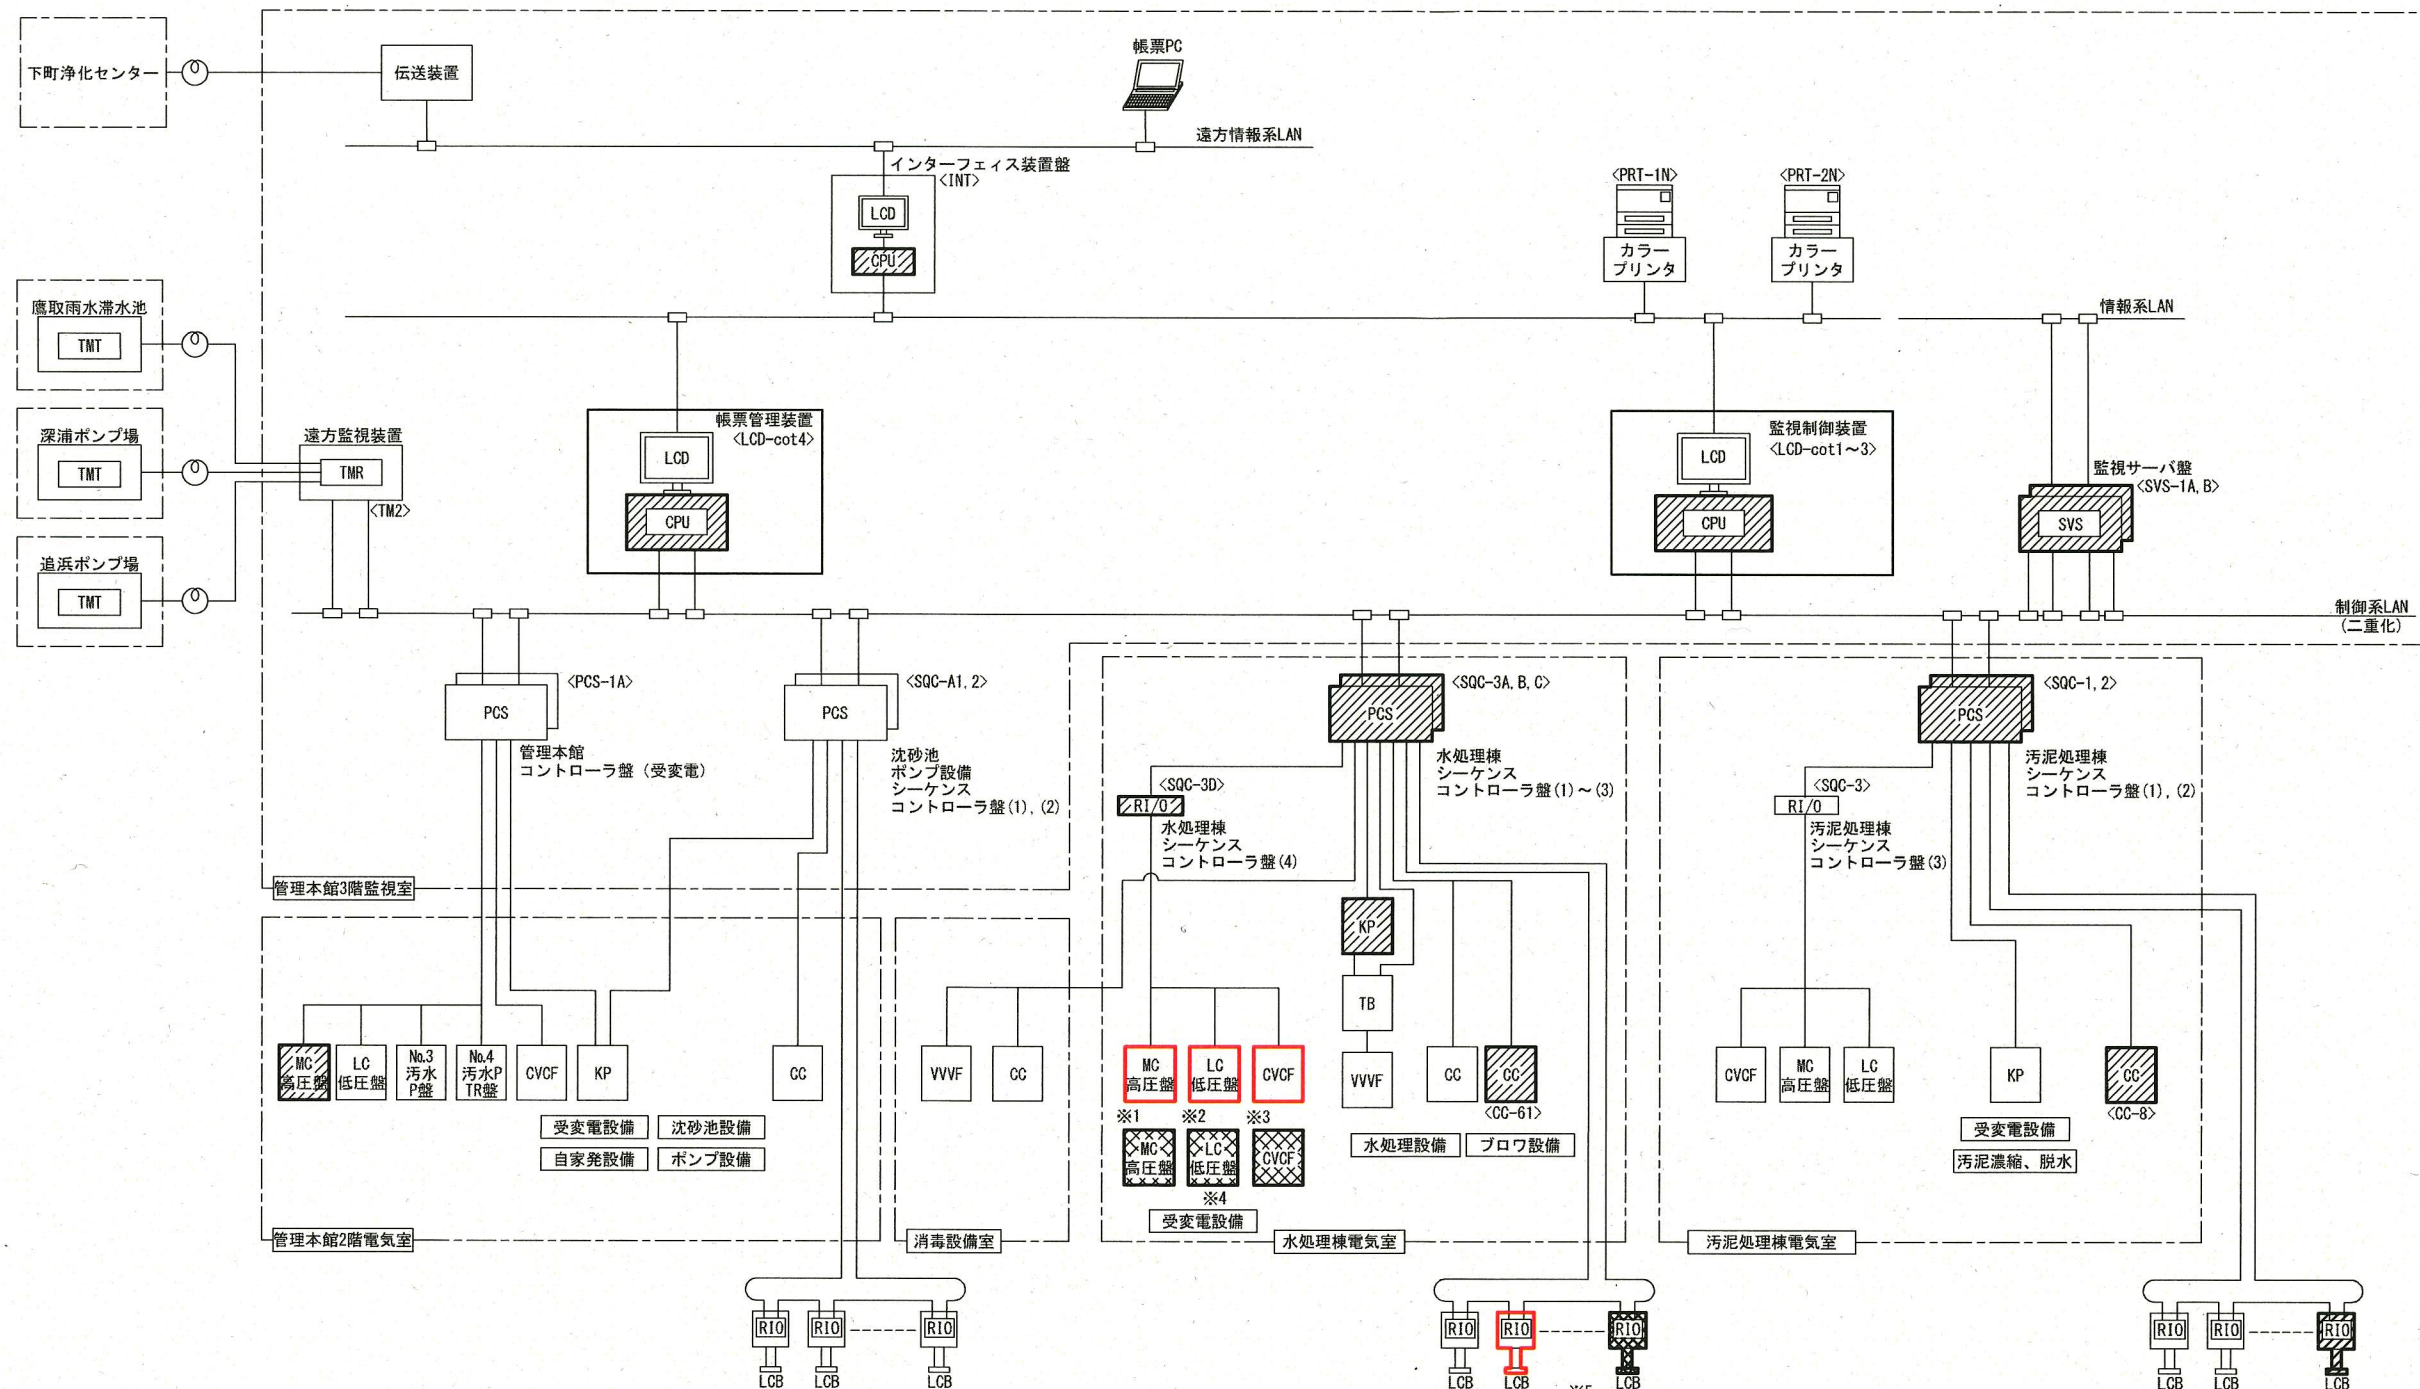 下町浄化センター
伝送装置
帳票PC
遠方情報系LAN
インターフェィス装置盤
<INT>
LCD
CPU
<PRT-1N>
カラー
プリンタ
<PRT-2N>
カラー
プリンタ
情報系LAN
鷹取雨水滞水池
TMT
深浦ポンプ場
TMT
追浜ポンプ場
TMT
遠方監視装置
TMR
<TM2>
帳票管理装置
<LCD-cot4>
LCD
CPU
監視制御装置
<LCD-cot1~3>
LCD
CPU
監視サーバ盤
<SVS-1A,B>
SVS
制御系LAN
(二重化)
<PCS-1A>
PCS
管理本館
コントローラ盤(受変電)
<SQC-A1,2>
PCS
沈砂池
ポンプ設備
シーケンス
コントローラ盤(1),(2)
<SQC-3A,B,C>
PCS
水処理棟
シーケンス
コントローラ盤(1)~(3)
<SQC-3D>
RI/O
水処理棟
シーケンス
コントローラ盤(4)
<SQC-1,2>
PCS
汚泥処理棟
シーケンス
コントローラ盤(1),(2)
<SQC-3>
RI/O
汚泥処理棟
シーケンス
コントローラ盤(3)
管理本館3階監視室
MC
高圧盤
LC
低圧盤
No.3
汚水
P盤
No.4
汚水P
TR盤
CVCF
KP
CC
受変電設備
沈砂池設備
自家発設備
ポンプ設備
管理本館2階電気室
VVVF
CC
消毒設備室
MC
高圧盤
LC
低圧盤
CVCF
※1
※2
※3
MC
高圧盤
LC
低圧盤
CVCF
※4
受変電設備
KP
TB
VVVF
CC
CC
<CC-61>
水処理設備
ブロワ設備
水処理棟電気室
CVCF
MC
高圧盤
LC
低圧盤
KP
CC
<CC-8>
受変電設備
汚泥濃縮、脱水
汚泥処理棟電気室
RIO
RIO
RIO
LCB
LCB
LCB
RIO
RIO
RIO
LCB
LCB
LCB
RIO
RIO
RIO
LCB
LCB
LCB